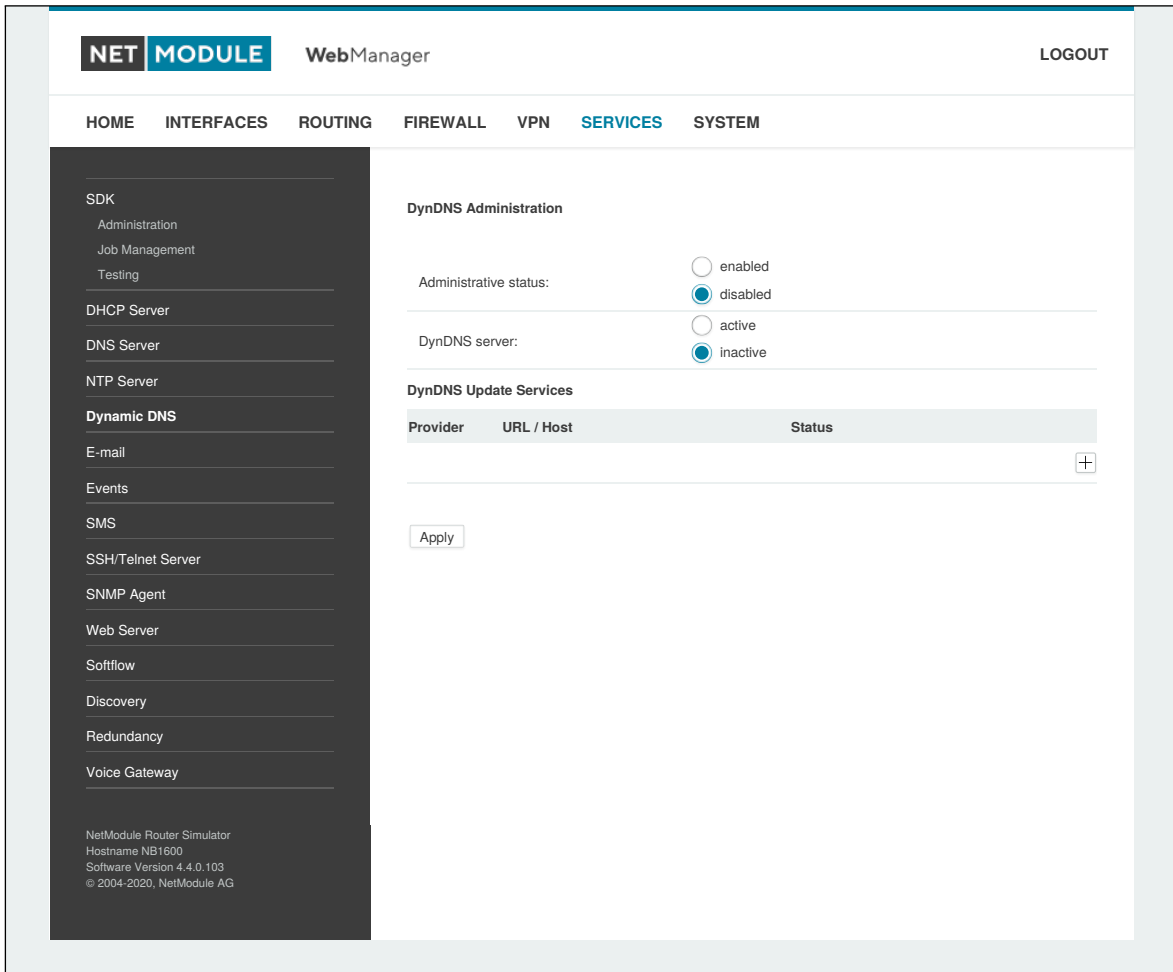 NET MODULE WebManager LOGOUT
HOME INTERFACES ROUTING FIREWALL VPN SERVICES SYSTEM
SDK
Administration
Job Management
Testing
DHCP Server
DNS Server
NTP Server
Dynamic DNS
E-mail
Events
SMS
SSH/Telnet Server
SNMP Agent
Web Server
Softflow
Discovery
Redundancy
Voice Gateway
NetModule Router Simulator
Hostname NB1600
Software Version 4.4.0.103
© 2004-2020, NetModule AG
DynDNS Administration
Administrative status:
enabled
disabled
DynDNS server:
active
inactive
DynDNS Update Services
Provider URL / Host Status
Apply